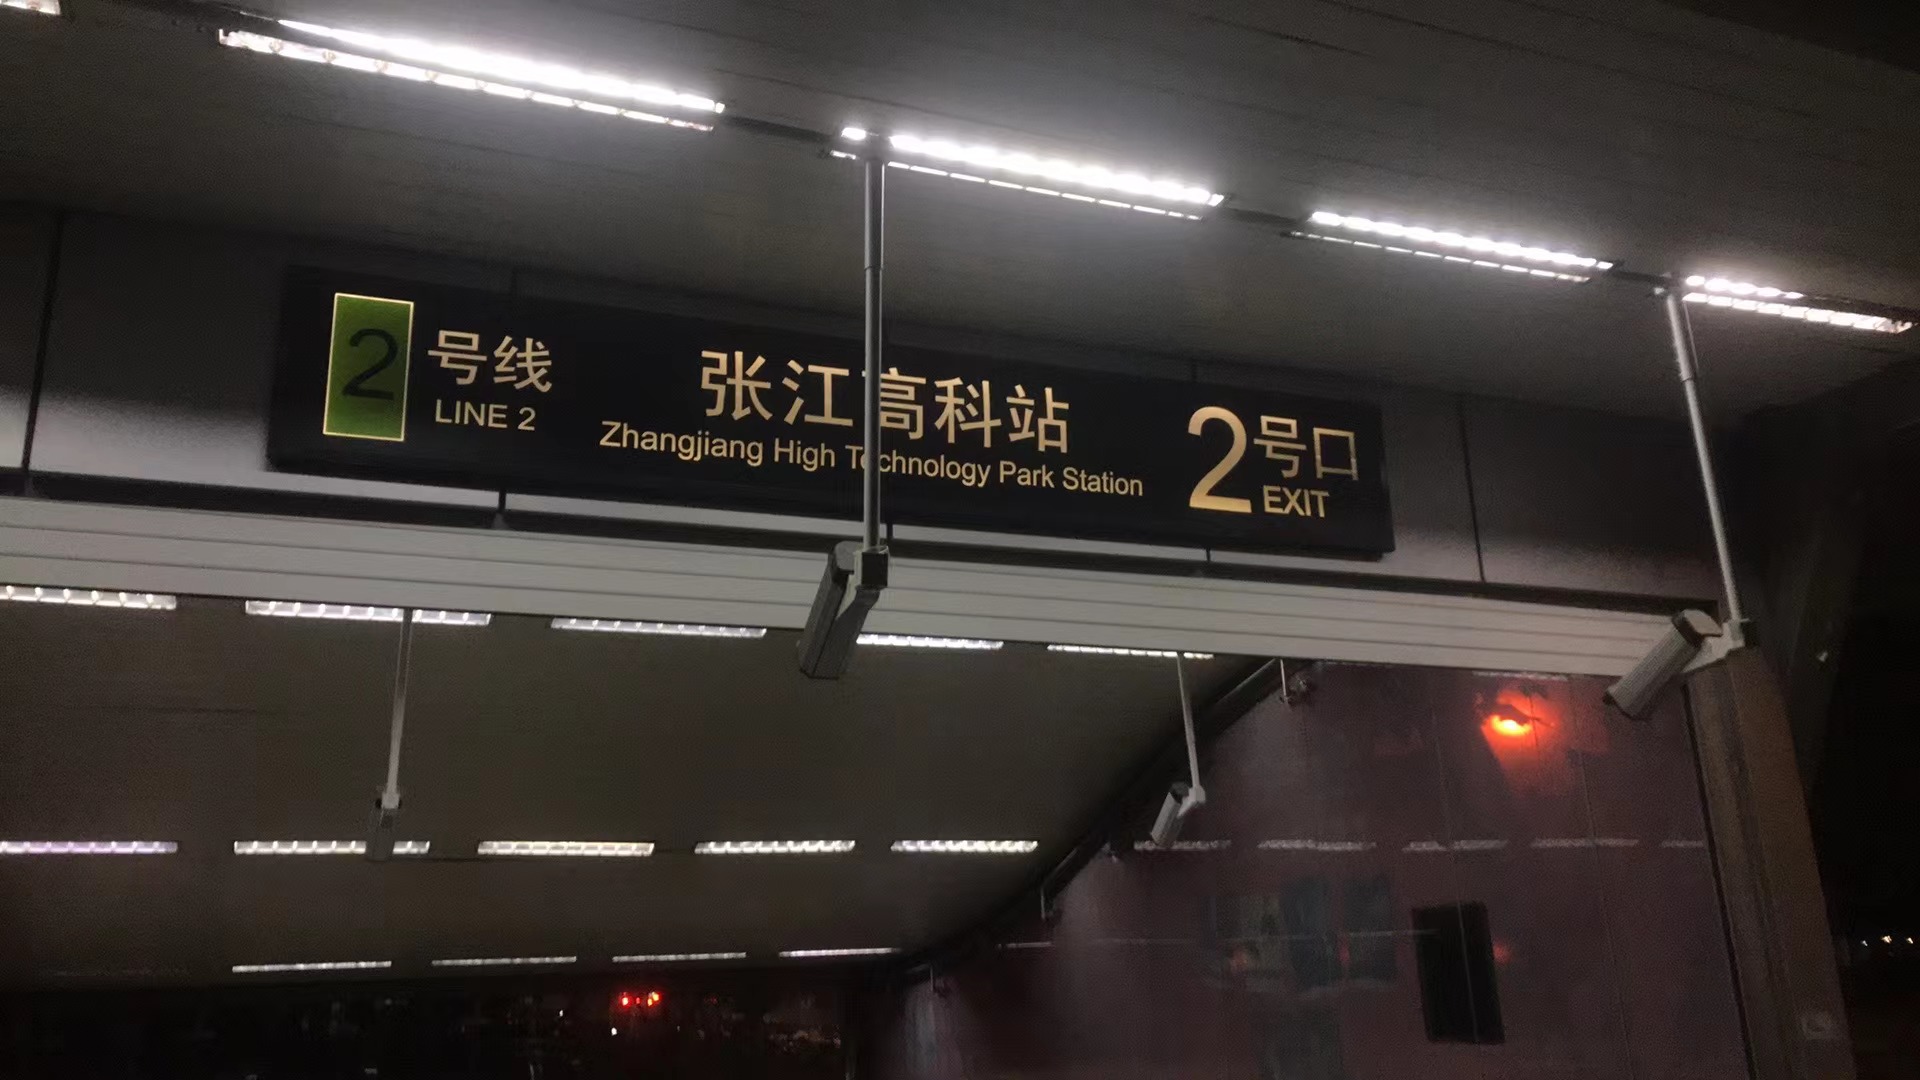 2 号线
LINE 2
张江高科站
Zhangjiang High Technology Park Station
2 号口
EXIT